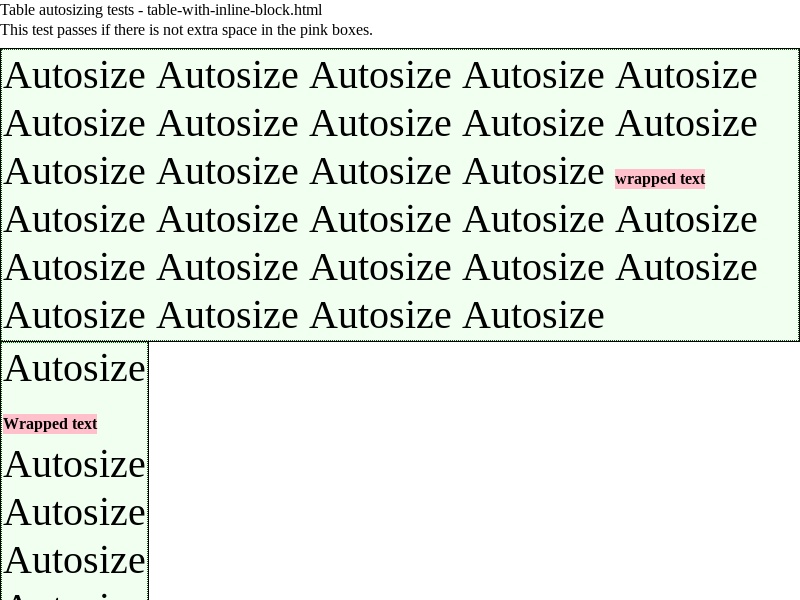 Table autosizing tests - table-with-inline-block.html
This test passes if there is not extra space in the pink boxes.
Autosize Autosize Autosize Autosize Autosize
Autosize Autosize Autosize Autosize Autosize
Autosize Autosize Autosize Autosize wrapped text
Autosize Autosize Autosize Autosize Autosize
Autosize Autosize Autosize Autosize Autosize
Autosize Autosize Autosize Autosize
Autosize
Wrapped text
Autosize
Autosize
Autosize